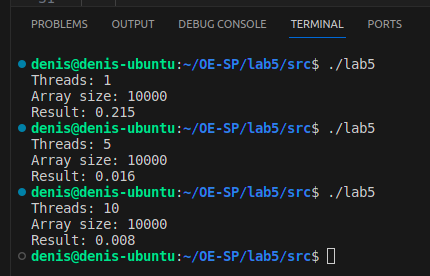 PROBLEMS OUTPUT DEBUG CONSOLE TERMINAL PORTS
denis@denis-ubuntu:~/OE-SP/lab5/src$ ./lab5
Threads: 1
Array size: 10000
Result: 0.215
denis@denis-ubuntu:~/OE-SP/lab5/src$ ./lab5
Threads: 5
Array size: 10000
Result: 0.016
denis@denis-ubuntu:~/OE-SP/lab5/src$ ./lab5
Threads: 10
Array size: 10000
Result: 0.008
denis@denis-ubuntu:~/OE-SP/lab5/src$